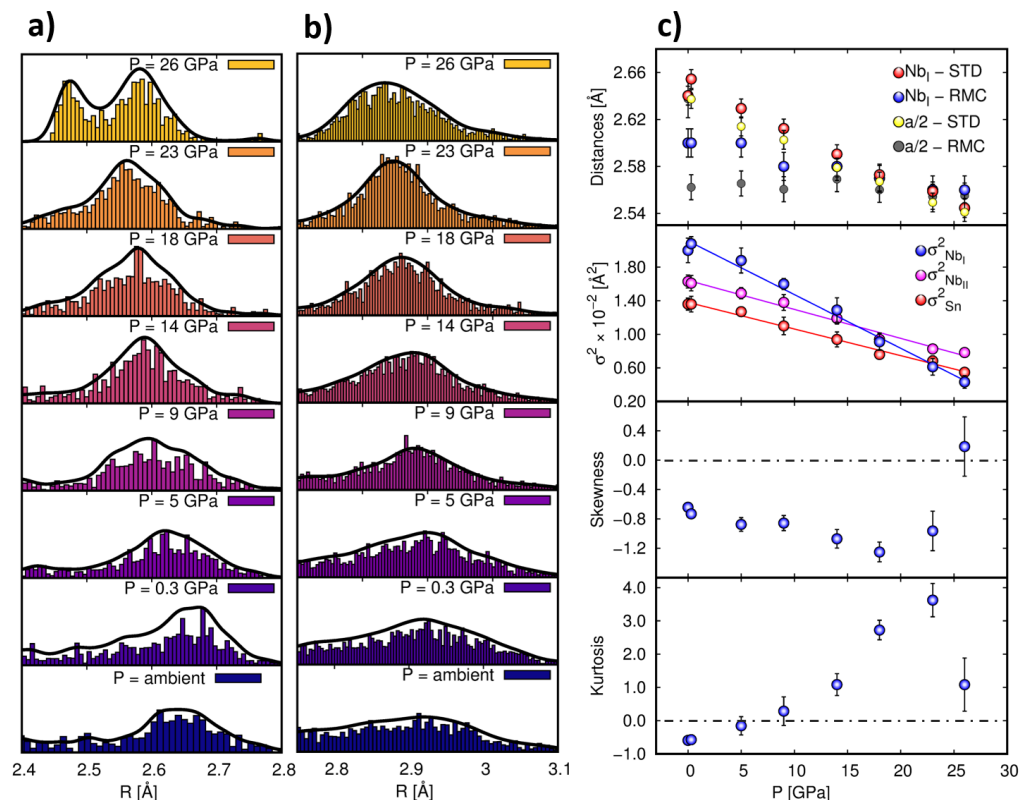 a)
P = 26 GPa
P = 23 GPa
P = 18 GPa
P = 14 GPa
P = 9 GPa
P = 5 GPa
P = 0.3 GPa
P = ambient
2.4 2.5 2.6 2.7 2.8
R [Å]
b)
P = 26 GPa
P = 23 GPa
P = 18 GPa
P = 14 GPa
P = 9 GPa
P = 5 GPa
P = 0.3 GPa
P = ambient
2.8 2.9 3 3.1
R [Å]
c)
Distances [Å]
2.66
2.62
2.58
2.54
NbI − STD
NbI − RMC
a/2 − STD
a/2 − RMC
σ² × 10⁻² [Å²]
1.80
1.40
1.00
0.60
0.20
σ²NbI
σ²NbII
σ²Sn
Skewness
0.4
0.0
−0.4
−0.8
−1.2
Kurtosis
4.0
3.0
2.0
1.0
0.0
−1.0
0 5 10 15 20 25 30
P [GPa]